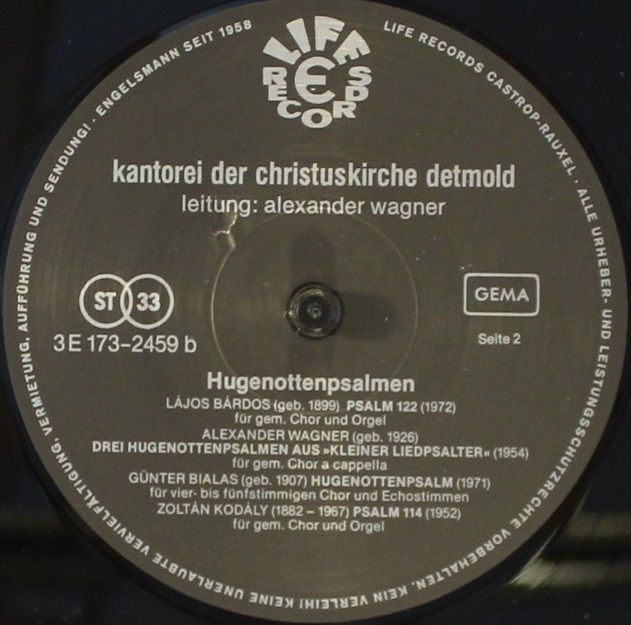 ENGELSMANN SEIT 1958
LIFE RECORDS CASTROP-RAUXEL · ALLE URHEBER- UND LEISTUNGSSCHUTZRECHTE VORBEHALTEN. KEIN VERLEIH! KEINE UNERLAUBTE VERVIELFÄLTIGUNG, VERMIETUNG, AUFFÜHRUNG UND SENDUNG! ·
LIFE
RECORDS
kantorei der christuskirche detmold
leitung: alexander wagner
ST 33
GEMA
3 E 173-2459 b
Seite 2
Hugenottenpsalmen
LÁJOS BÁRDOS (geb. 1899) PSALM 122 (1972)
für gem. Chor und Orgel
ALEXANDER WAGNER (geb. 1926)
DREI HUGENOTTENPSALMEN AUS »KLEINER LIEDPSALTER« (1954)
für gem. Chor a cappella
GÜNTER BIALAS (geb. 1907) HUGENOTTENPSALM (1971)
für vier- bis fünfstimmigen Chor und Echostimmen
ZOLTÁN KODÁLY (1882 – 1967) PSALM 114 (1952)
für gem. Chor und Orgel